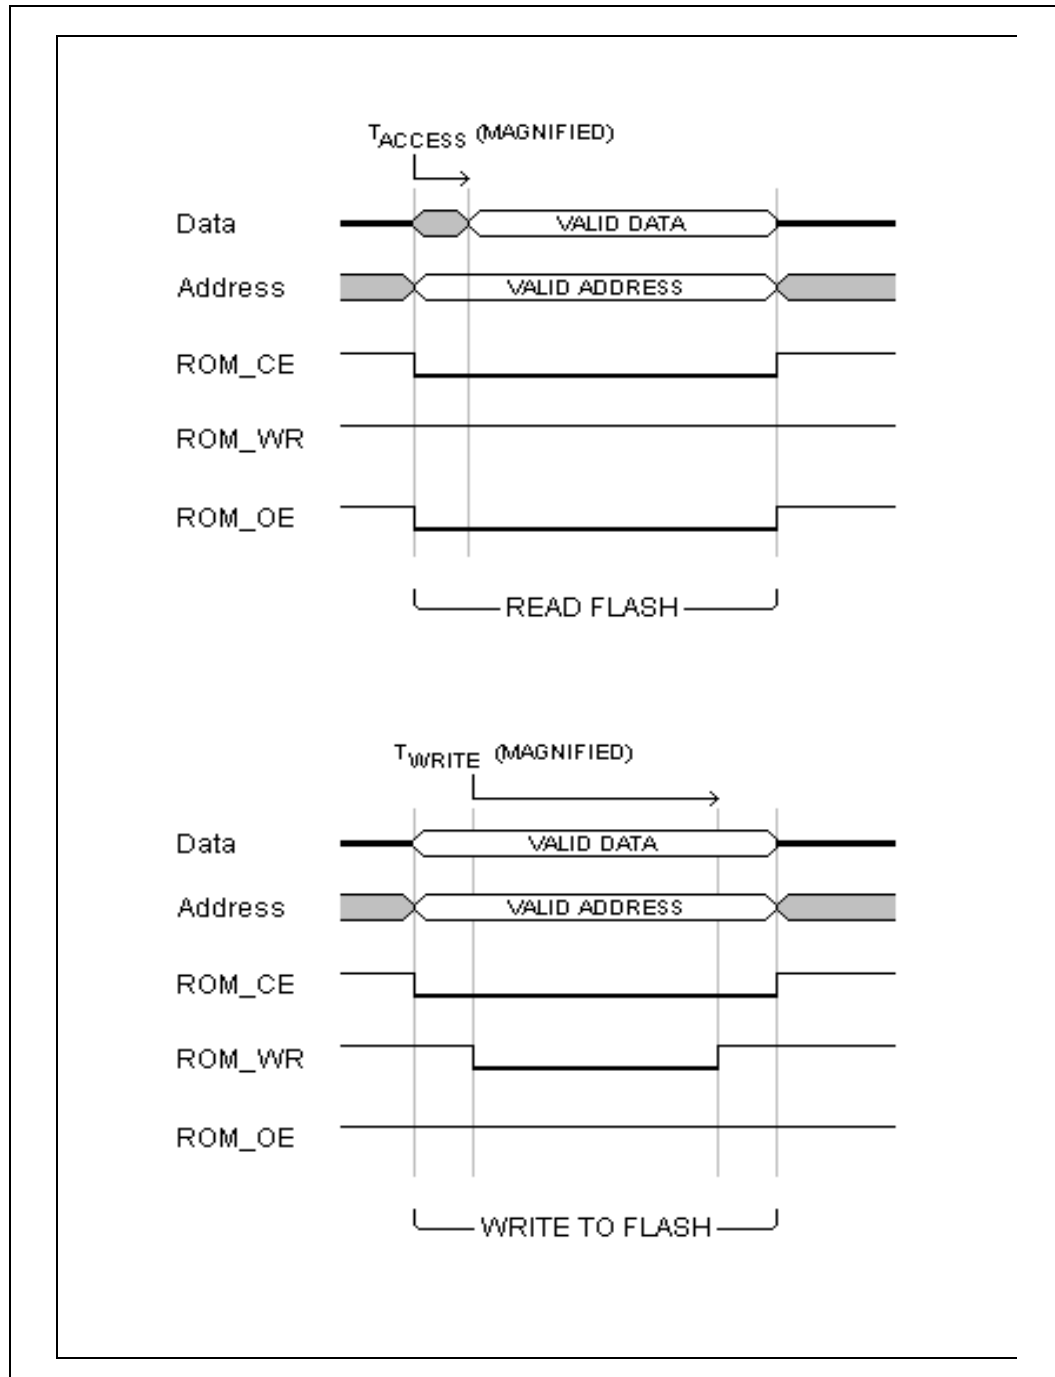 TACCESS (MAGNIFIED)
Data VALID DATA
Address VALID ADDRESS
ROM_CE
ROM_WR
ROM_OE
READ FLASH
TWRITE (MAGNIFIED)
Data VALID DATA
Address VALID ADDRESS
ROM_CE
ROM_WR
ROM_OE
WRITE TO FLASH